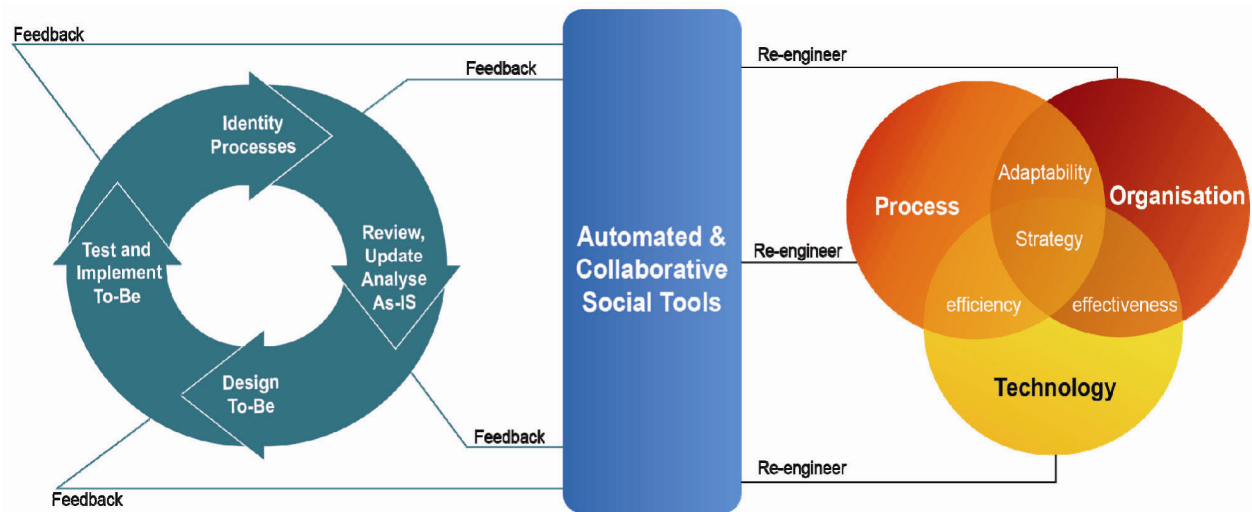 Feedback
Feedback
Identity
Processes
Review,
Update
Analyse
As-IS
Design
To-Be
Test and
Implement
To-Be
Feedback
Feedback
Automated &
Collaborative
Social Tools
Re-engineer
Re-engineer
Re-engineer
Process
Adaptability
Organisation
Strategy
efficiency
effectiveness
Technology